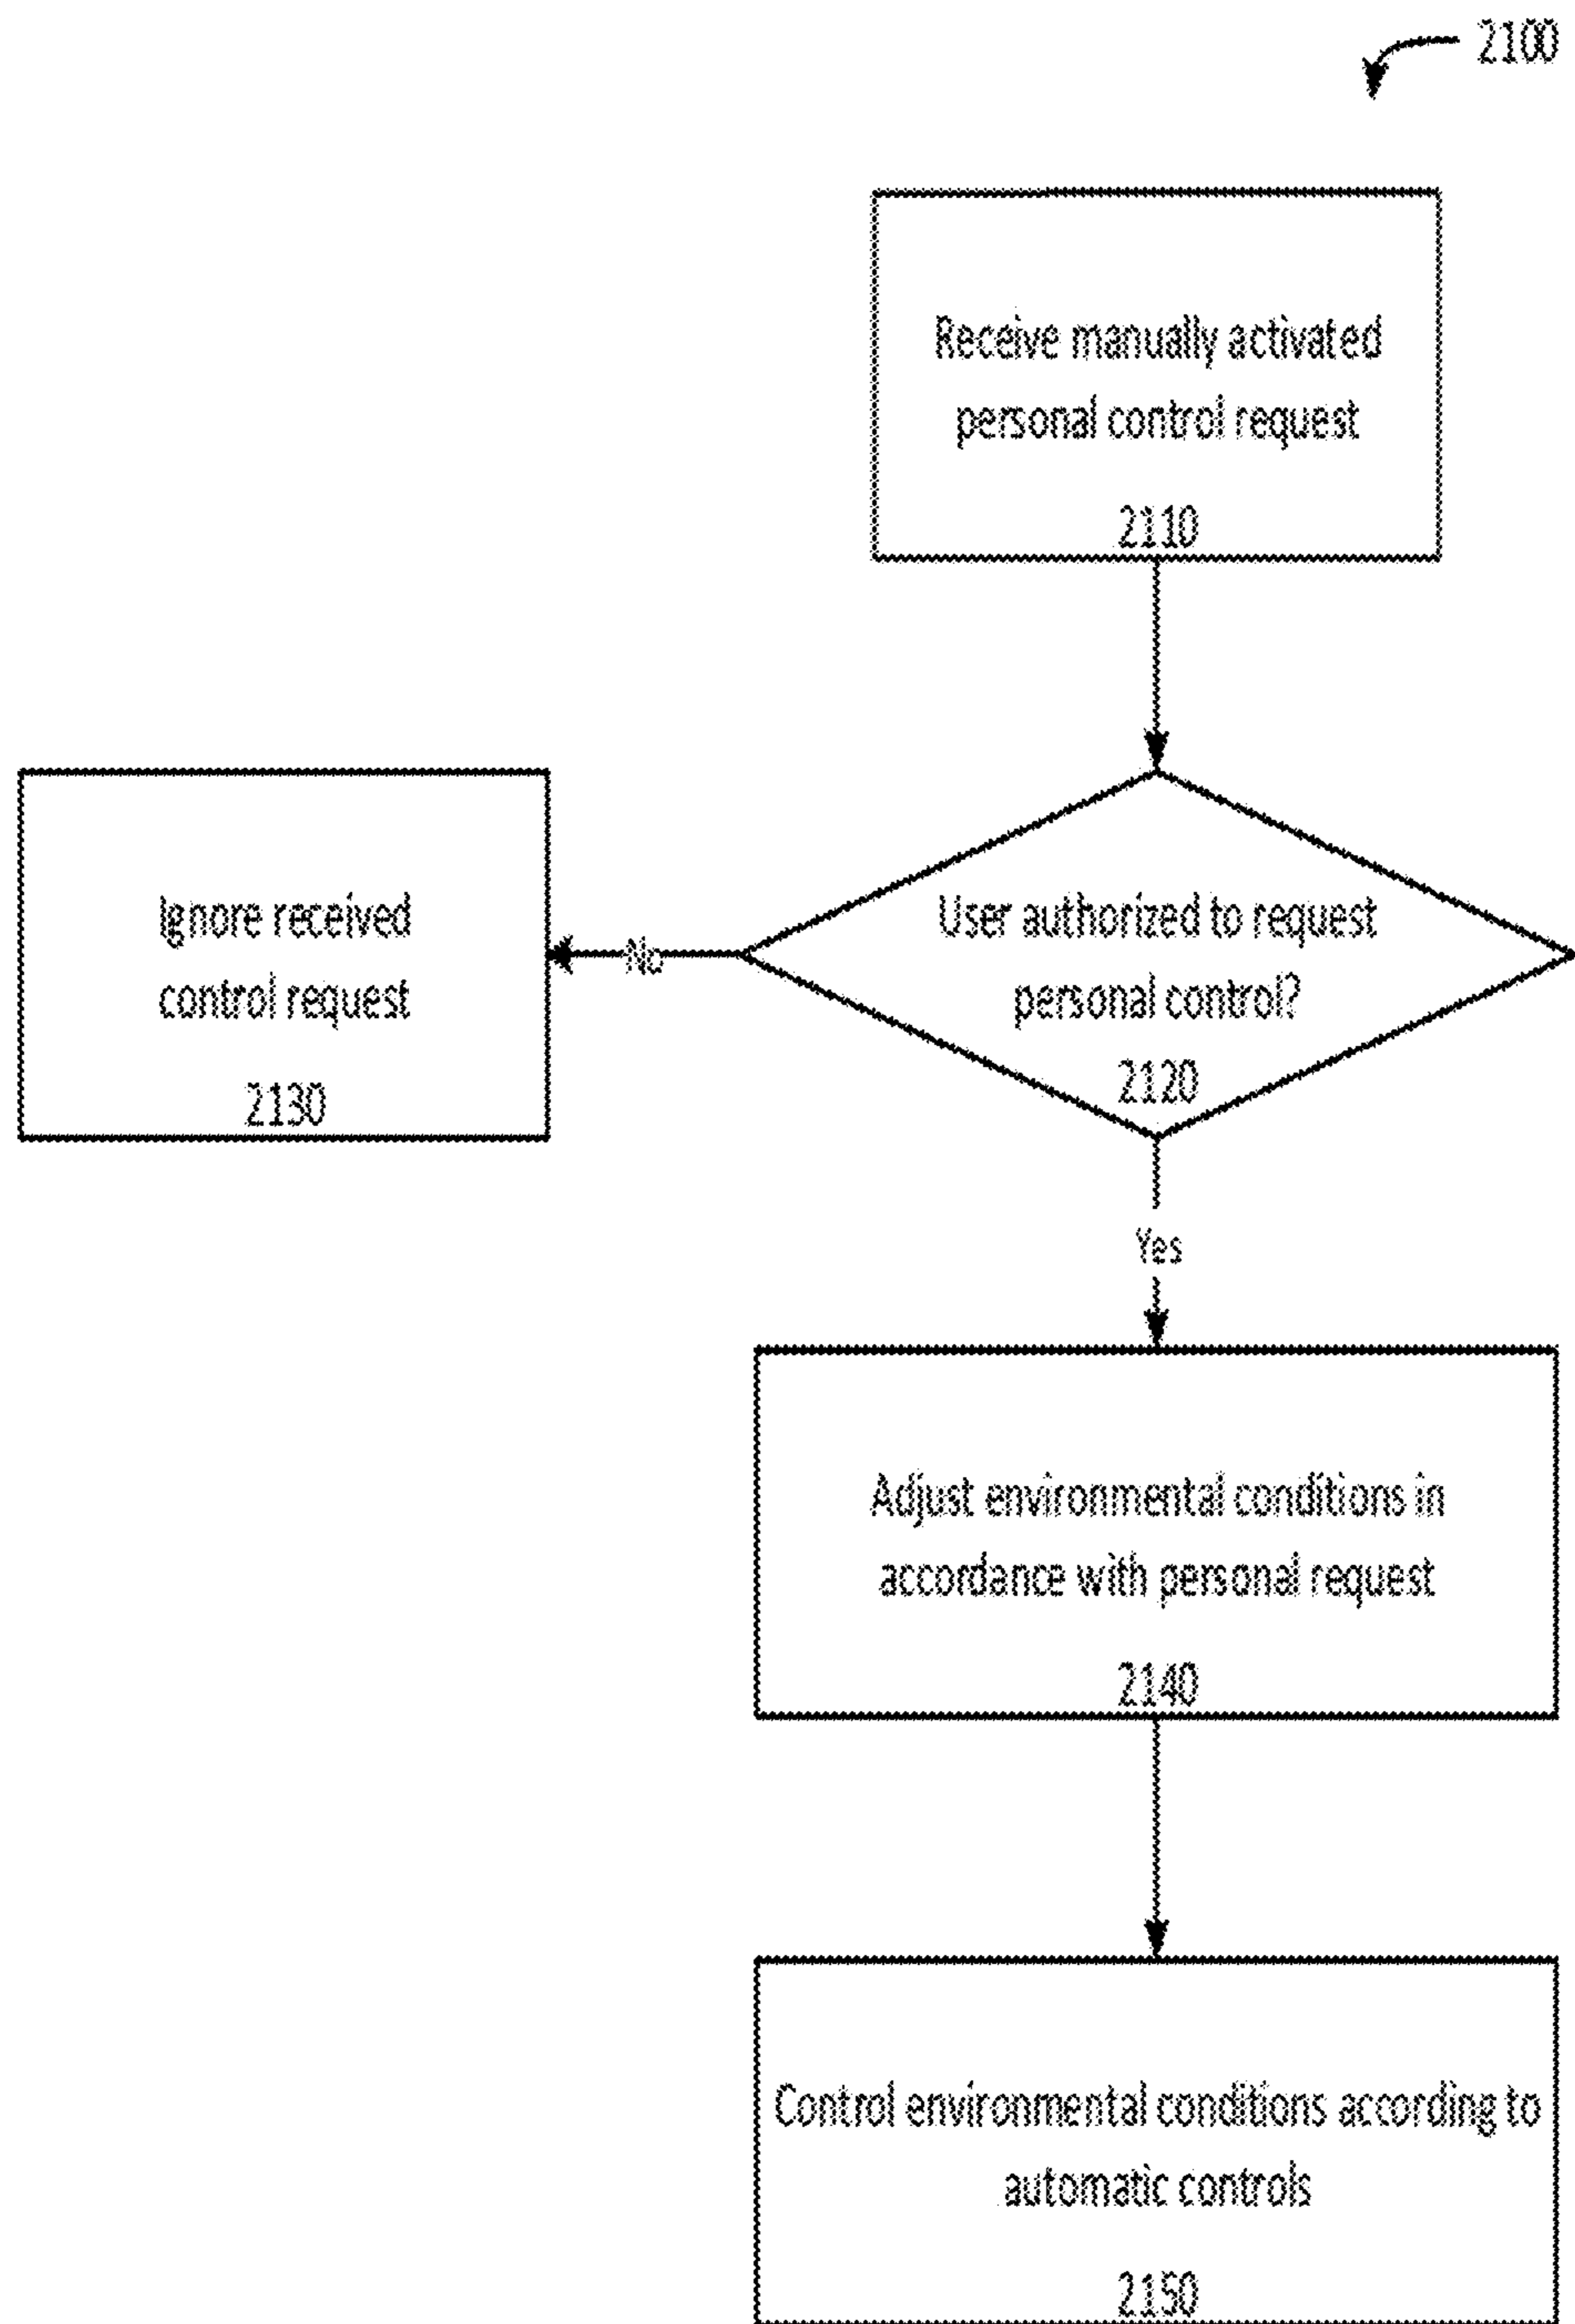 2100
Receive manually activated
personal control request
2110
Ignore received
control request
2130
No
User authorized to request
personal control?
2120
Yes
Adjust environmental conditions in
accordance with personal request
2140
Control environmental conditions according to
automatic controls
2150